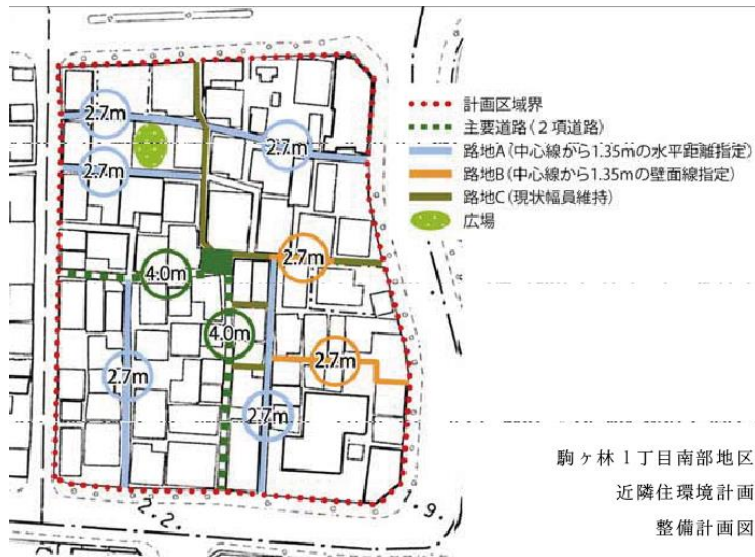 計画区域界
主要道路(2項道路)
路地A(中心線から1.35mの水平距離指定)
路地B(中心線から1.35mの壁面線指定)
路地C(現状幅員維持)
広場
2.7m
2.7m
2.7m
2.7m
4.0m
4.0m
2.7m
2.7m
2.7m
2.2.
1.9.
駒ヶ林1丁目南部地区
近隣住環境計画
整備計画図